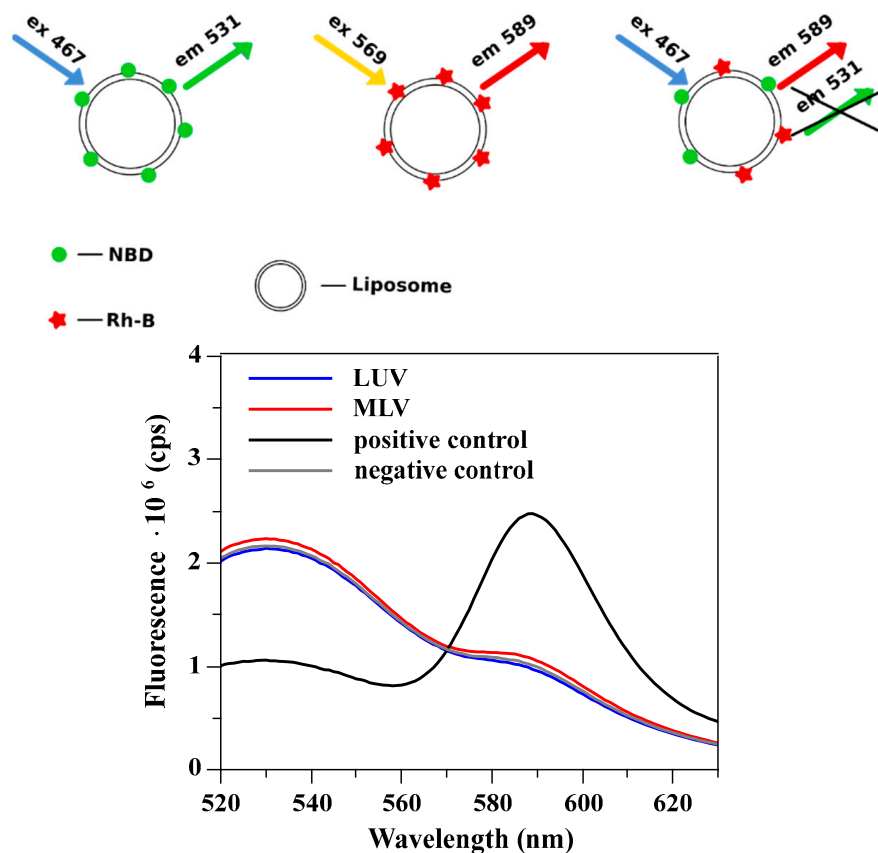 ex 467
em 531
ex 569
em 589
ex 467
em 589
em 531
— NBD
— Liposome
— Rh-B
4
3
2
1
0
LUV
MLV
positive control
negative control
Fluorescence · 10 ⁶ (cps)
520 540 560 580 600 620
Wavelength (nm)